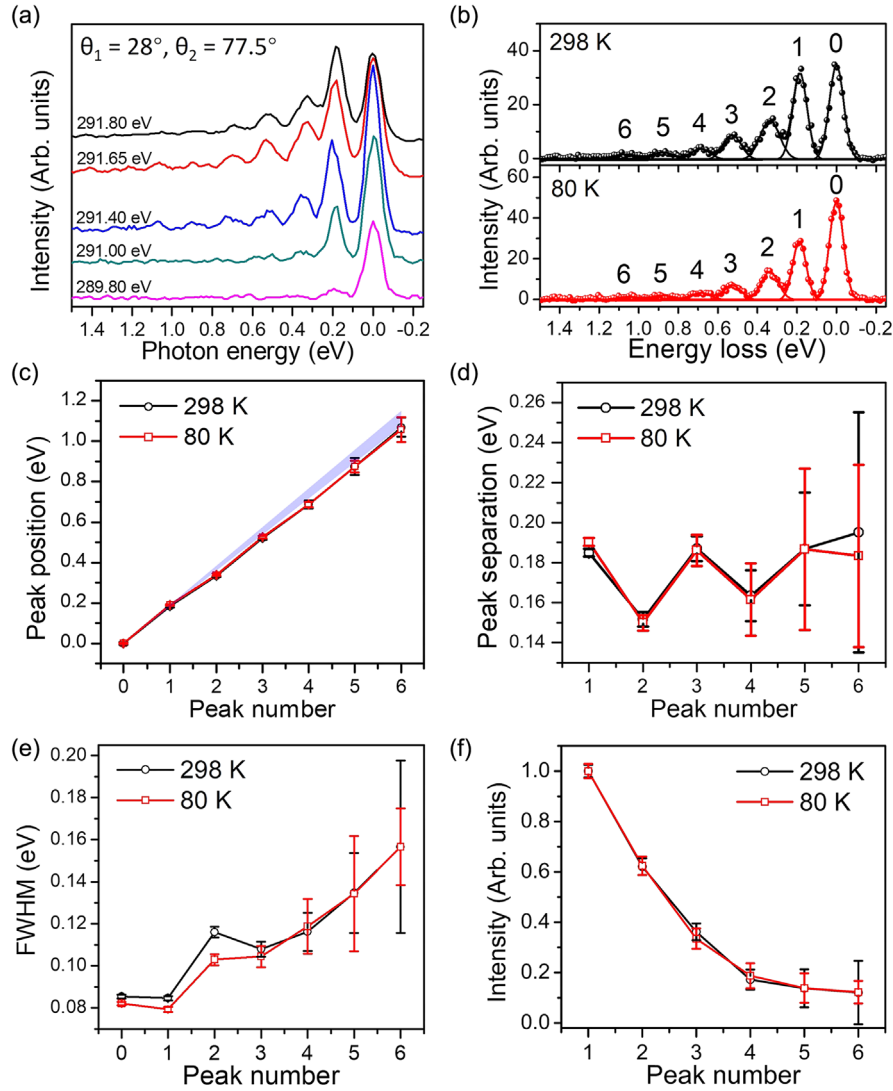 (a)
θ1 = 28°, θ2 = 77.5°
291.80 eV
291.65 eV
291.40 eV
291.00 eV
289.80 eV
Intensity (Arb. units)
1.4 1.2 1.0 0.8 0.6 0.4 0.2 0.0 -0.2
Photon energy (eV)
(b)
298 K
6 5 4 3 2 1 0
40
20
0
80 K
6 5 4 3 2 1 0
60
40
20
0
Intensity (Arb. units)
1.4 1.2 1.0 0.8 0.6 0.4 0.2 0.0 -0.2
Energy loss (eV)
(c)
298 K
80 K
1.2
1.0
0.8
0.6
0.4
0.2
0.0
Peak position (eV)
0 1 2 3 4 5 6
Peak number
(d)
298 K
80 K
0.26
0.24
0.22
0.20
0.18
0.16
0.14
Peak separation (eV)
1 2 3 4 5 6
Peak number
(e)
298 K
80 K
0.20
0.18
0.16
0.14
0.12
0.10
0.08
FWHM (eV)
0 1 2 3 4 5 6
Peak number
(f)
298 K
80 K
1.0
0.8
0.6
0.4
0.2
0.0
Intensity (Arb. units)
1 2 3 4 5 6
Peak number